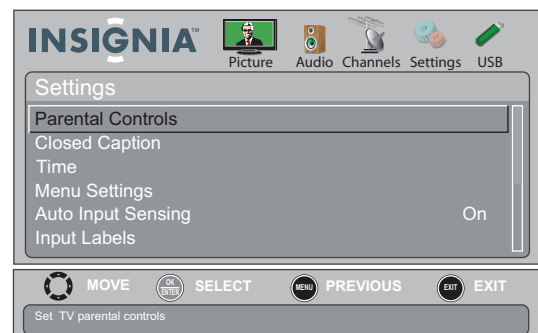 INSIGNIA™
Picture Audio Channels Settings USB
Settings
Parental Controls
Closed Caption
Time
Menu Settings
Auto Input Sensing On
Input Labels
MOVE OK ENTER SELECT MENU PREVIOUS EXIT EXIT
Set TV parental controls